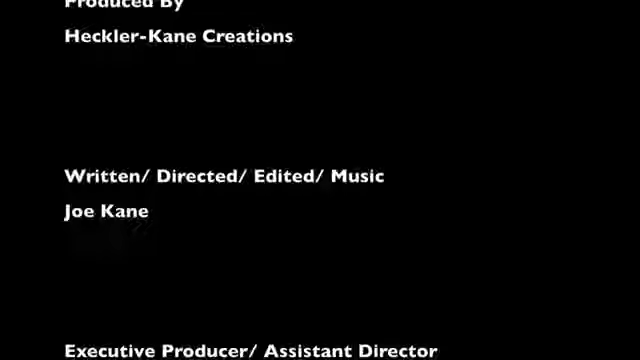 Produced By
Heckler-Kane Creations
Written/ Directed/ Edited/ Music
Joe Kane
Executive Producer/ Assistant Director